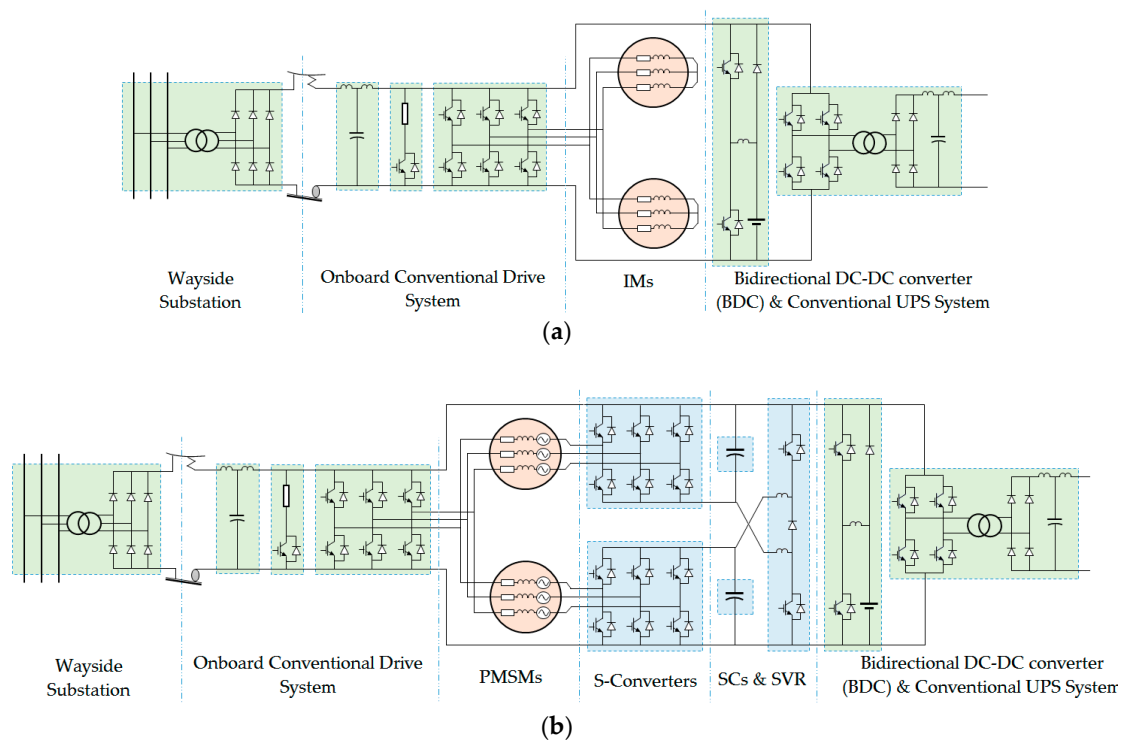 Wayside
Substation
Onboard Conventional Drive
System
IMs
Bidirectional DC-DC converter
(BDC) & Conventional UPS System
(a)
Wayside
Substation
Onboard Conventional Drive
System
PMSMs
S-Converters
SCs & SVR
Bidirectional DC-DC converter
(BDC) & Conventional UPS System
(b)